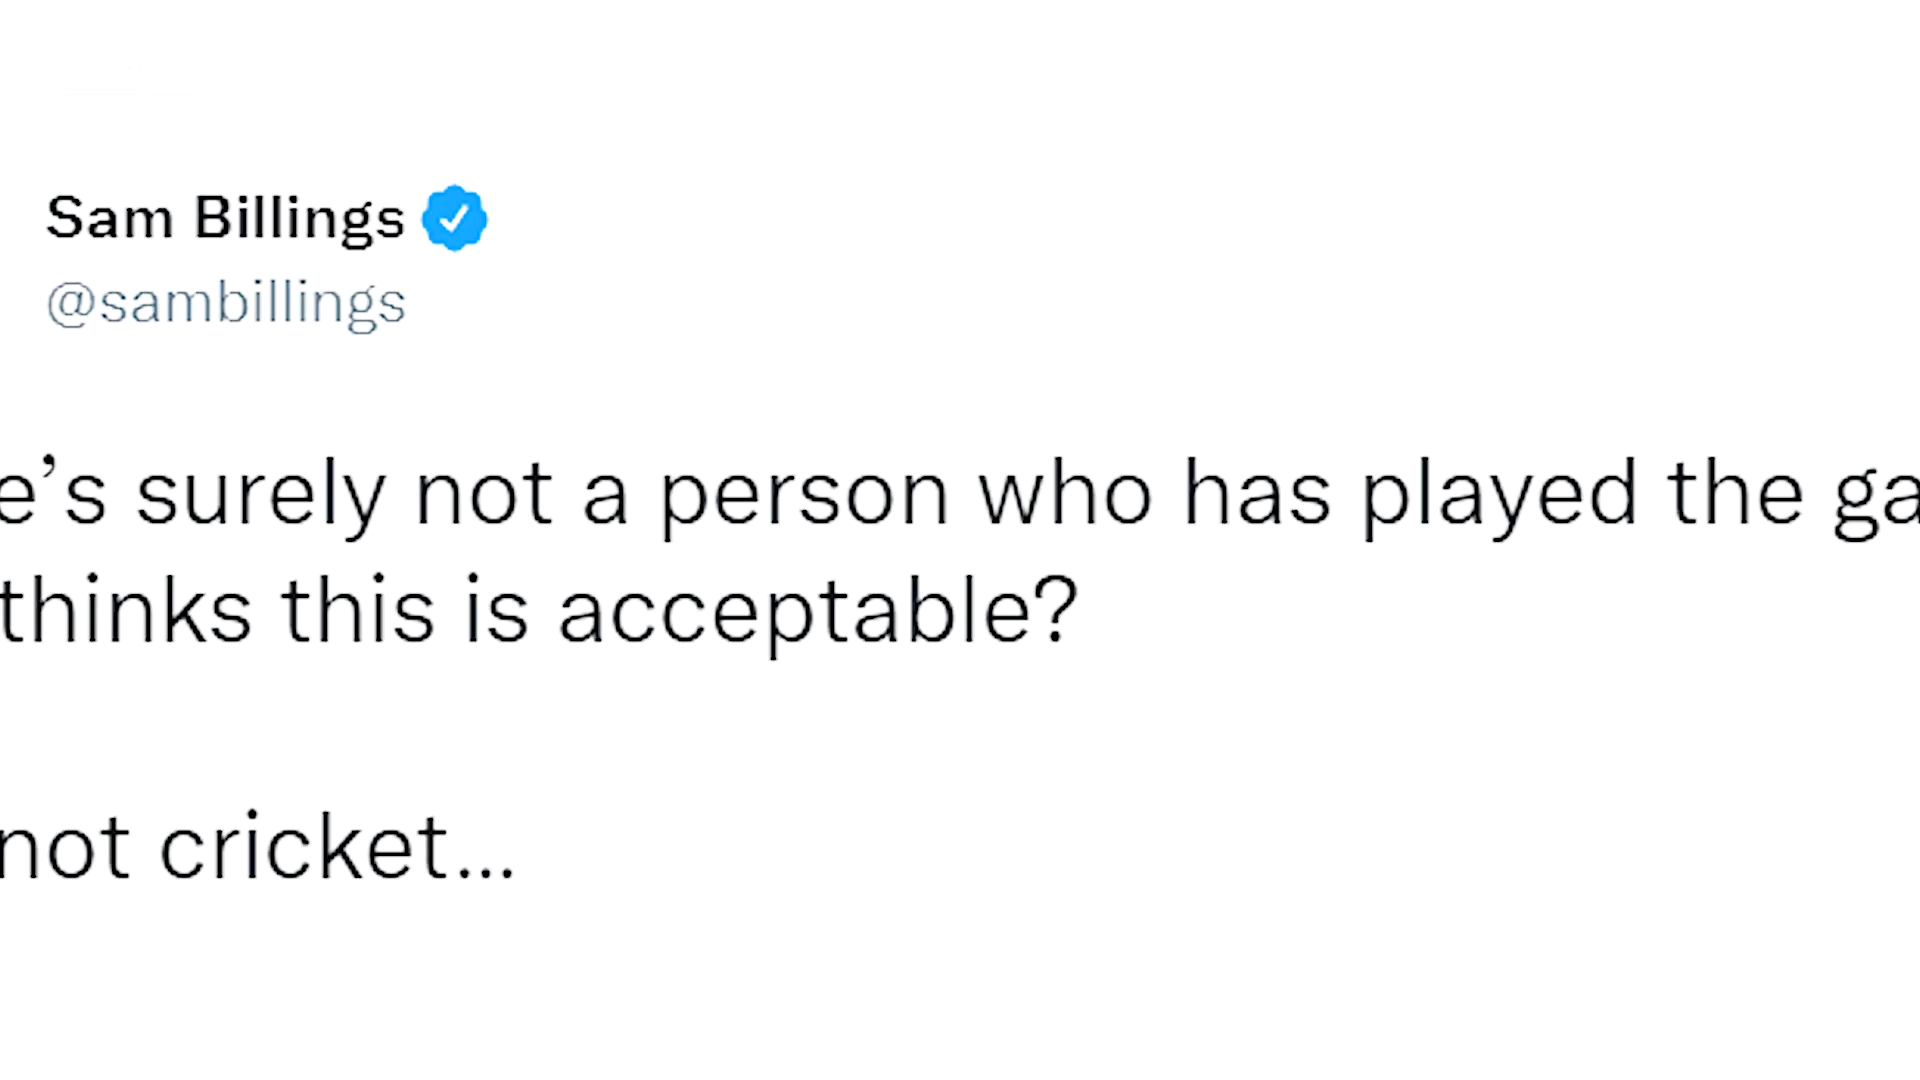 Sam Billings
@sambillings
e’s surely not a person who has played the ga
thinks this is acceptable?
not cricket...